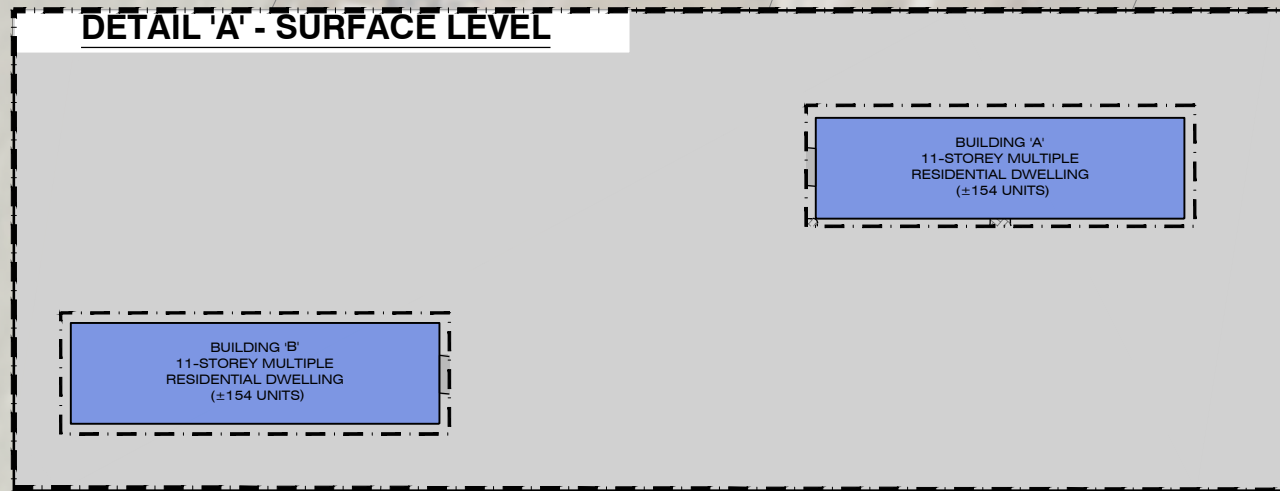 DETAIL 'A' - SURFACE LEVEL
BUILDING 'A'
11-STOREY MULTIPLE
RESIDENTIAL DWELLING
(±154 UNITS)
BUILDING 'B'
11-STOREY MULTIPLE
RESIDENTIAL DWELLING
(±154 UNITS)